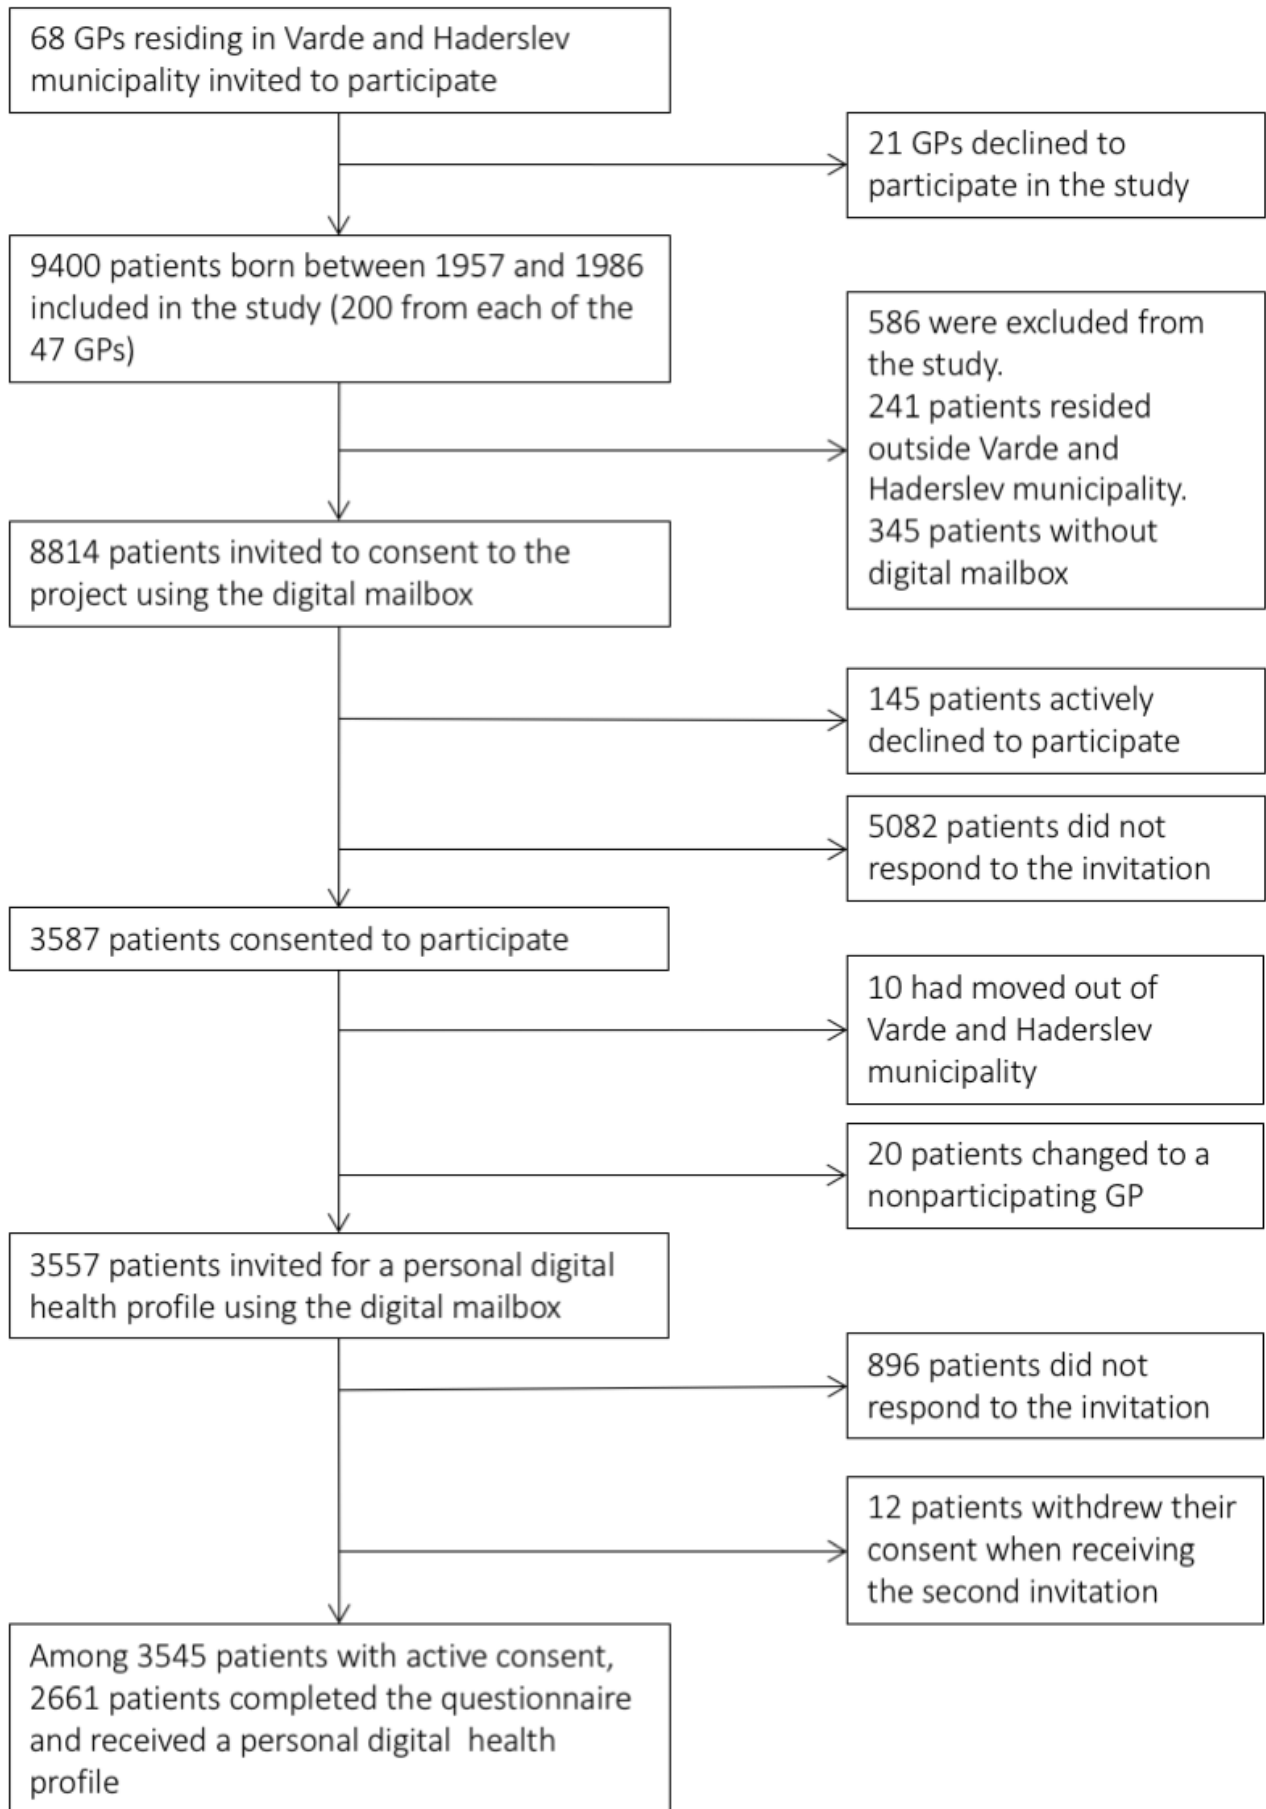 68 GPs residing in Varde and Haderslev
municipality invited to participate
21 GPs declined to
participate in the study
9400 patients born between 1957 and 1986
included in the study (200 from each of the
47 GPs)
586 were excluded from
the study.
241 patients resided
outside Varde and
Haderslev municipality.
345 patients without
digital mailbox
8814 patients invited to consent to the
project using the digital mailbox
145 patients actively
declined to participate
5082 patients did not
respond to the invitation
3587 patients consented to participate
10 had moved out of
Varde and Haderslev
municipality
20 patients changed to a
nonparticipating GP
3557 patients invited for a personal digital
health profile using the digital mailbox
896 patients did not
respond to the invitation
12 patients withdrew their
consent when receiving
the second invitation
Among 3545 patients with active consent,
2661 patients completed the questionnaire
and received a personal digital health
profile